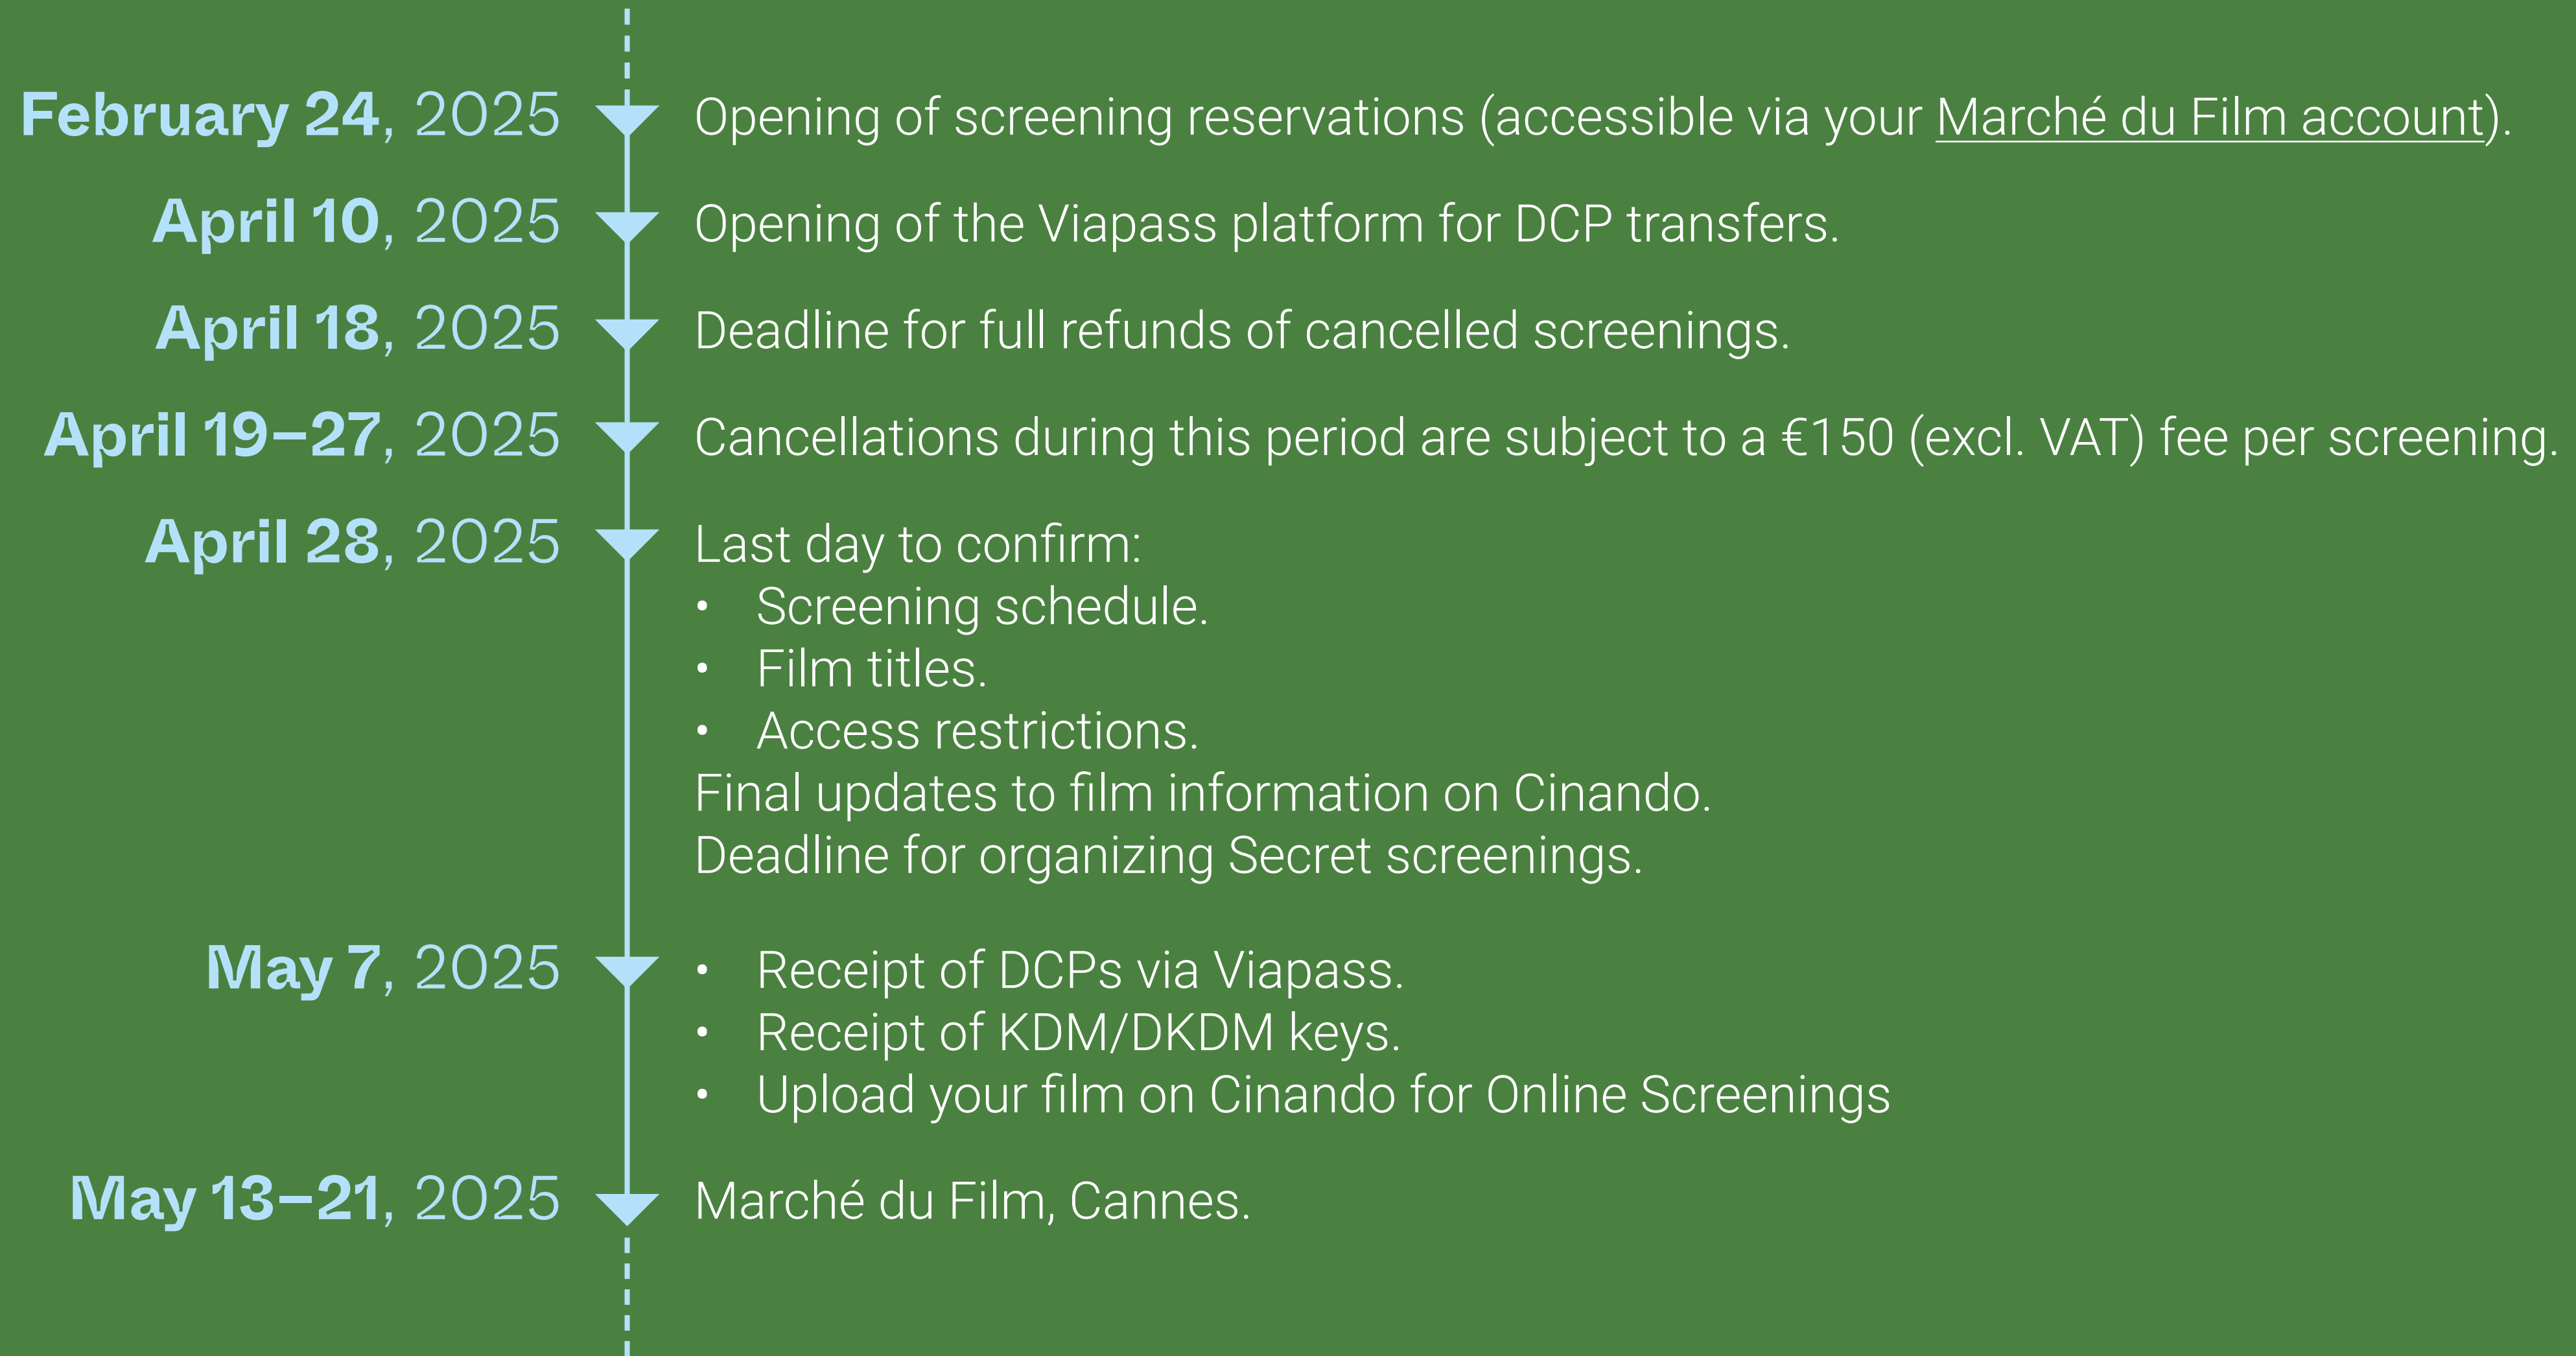 February 24, 2025 Opening of screening reservations (accessible via your Marché du Film account).
April 10, 2025 Opening of the Viapass platform for DCP transfers.
April 18, 2025 Deadline for full refunds of cancelled screenings.
April 19–27, 2025 Cancellations during this period are subject to a €150 (excl. VAT) fee per screening.
April 28, 2025 Last day to confirm:
• Screening schedule.
• Film titles.
• Access restrictions.
Final updates to film information on Cinando.
Deadline for organizing Secret screenings.
May 7, 2025 • Receipt of DCPs via Viapass.
• Receipt of KDM/DKDM keys.
• Upload your film on Cinando for Online Screenings
May 13–21, 2025 Marché du Film, Cannes.